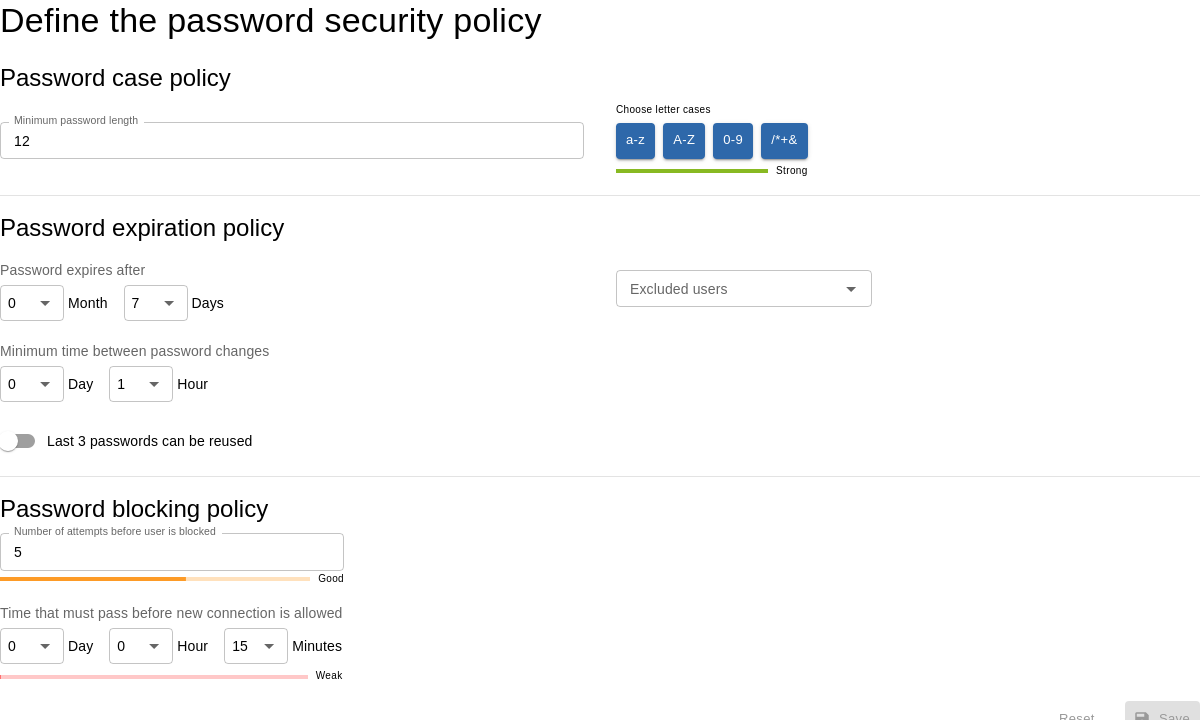 Define the password security policy
Password case policy
Minimum password length
12
Choose letter cases
a-z A-Z 0-9 /*+&
Strong
Password expiration policy
Password expires after
0 Month 7 Days
Excluded users
Minimum time between password changes
0 Day 1 Hour
Last 3 passwords can be reused
Password blocking policy
Number of attempts before user is blocked
5
Good
Time that must pass before new connection is allowed
0 Day 0 Hour 15 Minutes
Weak
Reset Save